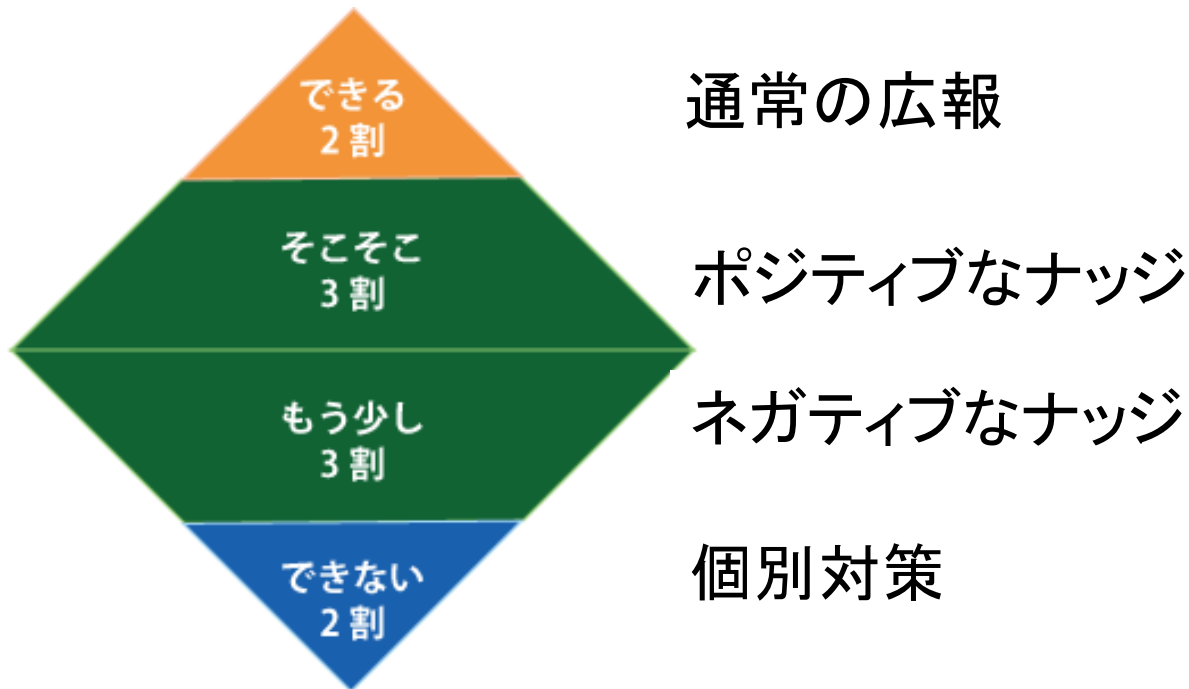 できる
2割
通常の広報
そこそこ
3割
ポジティブなナッジ
もう少し
3割
ネガティブなナッジ
できない
2割
個別対策